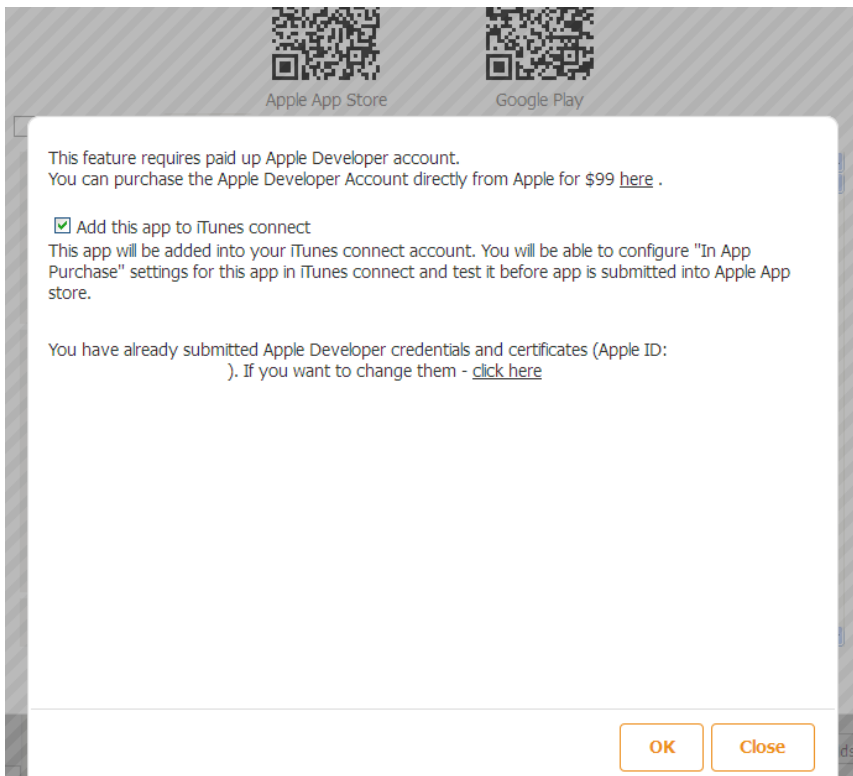 Apple App Store Google Play
This feature requires paid up Apple Developer account.
You can purchase the Apple Developer Account directly from Apple for $99 here .
Add this app to iTunes connect
This app will be added into your iTunes connect account. You will be able to configure "In App
Purchase" settings for this app in iTunes connect and test it before app is submitted into Apple App
store.
You have already submitted Apple Developer credentials and certificates (Apple ID:
). If you want to change them - click here
OK Close